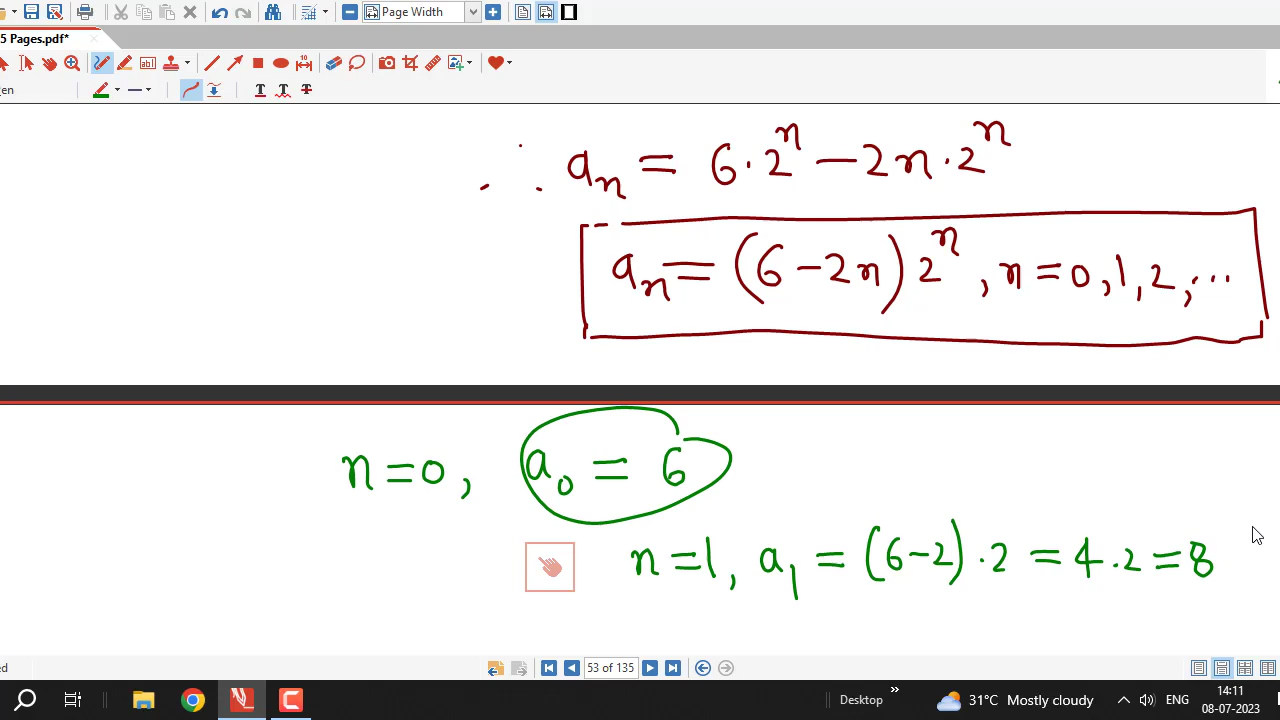 Page Width
5 Pages.pdf*
en
∴ aₙ = 6·2ⁿ − 2n·2ⁿ
aₙ = (6−2n) 2ⁿ, n=0,1,2,...
n=0, a₀ = 6
n=1, a₁ = (6−2)·2 = 4·2 = 8
ed
53 of 135
Desktop
»
31°C Mostly cloudy
ENG
14:11
08-07-2023